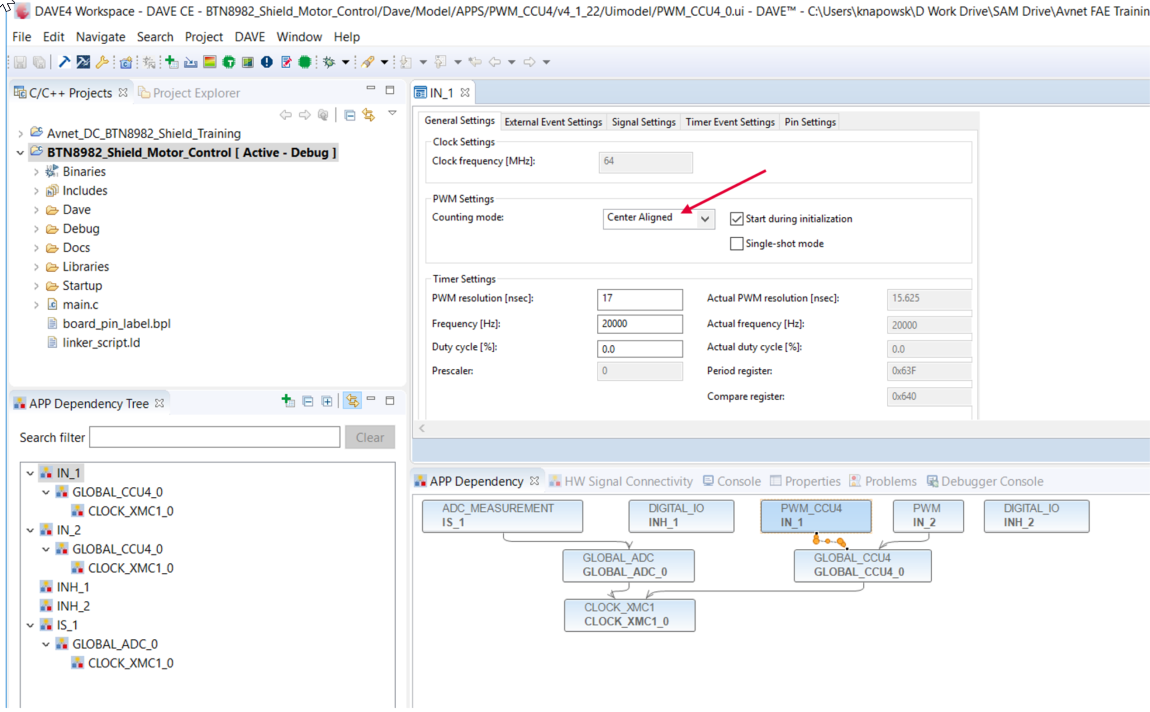 DAVE4 Workspace - DAVE CE - BTN8982_Shield_Motor_Control/Dave/Model/APPS/PWM_CCU4/v4_1_22/Uimodel/PWM_CCU4_0.ui - DAVE™ - C:\Users\knapowsk\D Work Drive\SAM Drive\Avnet FAE Trainin
File Edit Navigate Search Project DAVE Window Help
C/C++ Projects Project Explorer
Avnet_DC_BTN8982_Shield_Training
BTN8982_Shield_Motor_Control [ Active - Debug ]
Binaries
Includes
Dave
Debug
Docs
Libraries
Startup
main.c
board_pin_label.bpl
linker_script.ld
APP Dependency Tree
Search filter Clear
IN_1
GLOBAL_CCU4_0
CLOCK_XMC1_0
IN_2
GLOBAL_CCU4_0
CLOCK_XMC1_0
INH_1
INH_2
IS_1
GLOBAL_ADC_0
CLOCK_XMC1_0
IN_1
General Settings External Event Settings Signal Settings Timer Event Settings Pin Settings
Clock Settings
Clock frequency [MHz]: 64
PWM Settings
Counting mode: Center Aligned Start during initialization
Single-shot mode
Timer Settings
PWM resolution [nsec]: 17 Actual PWM resolution [nsec]: 15.625
Frequency [Hz]: 20000 Actual frequency [Hz]: 20000
Duty cycle [%]: 0.0 Actual duty cycle [%]: 0.0
Prescaler: 0 Period register: 0x63F
Compare register: 0x640
APP Dependency HW Signal Connectivity Console Properties Problems Debugger Console
ADC_MEASUREMENT DIGITAL_IO PWM_CCU4 PWM DIGITAL_IO
IS_1 INH_1 IN_1 IN_2 INH_2
GLOBAL_ADC GLOBAL_CCU4
GLOBAL_ADC_0 GLOBAL_CCU4_0
CLOCK_XMC1
CLOCK_XMC1_0